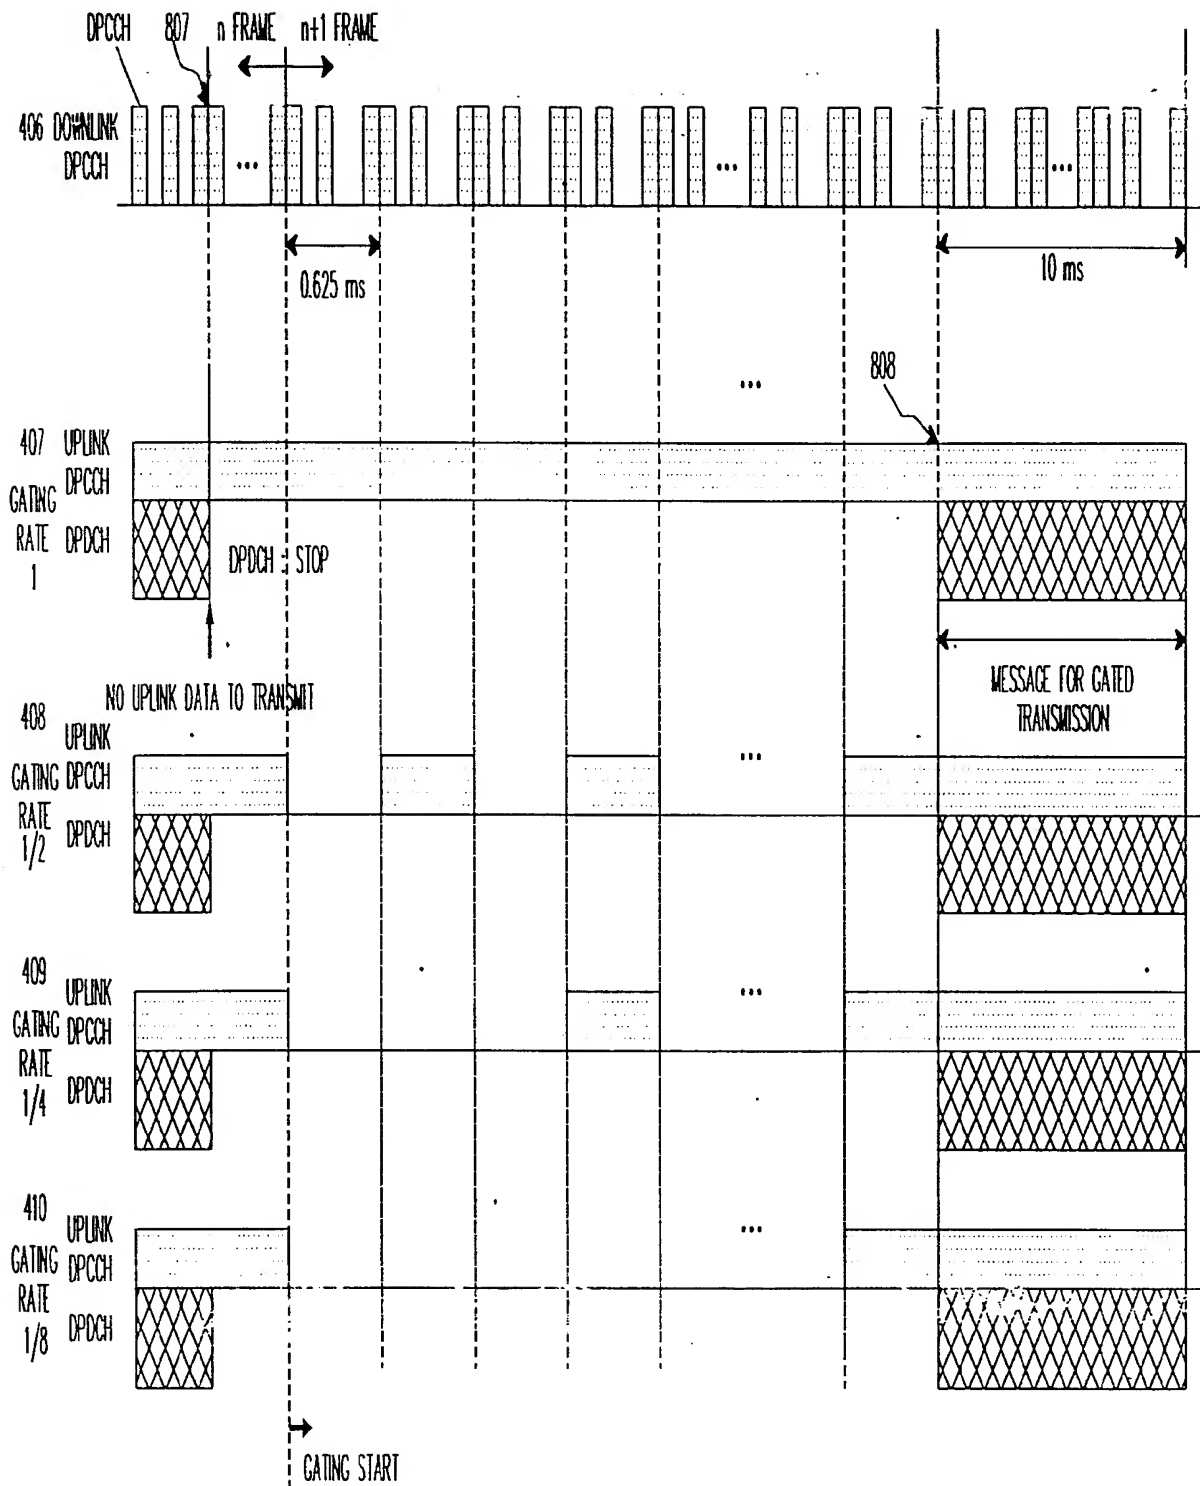 DPCCH 807 n FRAME n+1 FRAME
406 DOWNLINK
DPCCH
...
...
...
0.625 ms
10 ms
...
808
407 UPLINK
DPCCH
GATING
RATE DPDCH
1
DPDCH : STOP
NO UPLINK DATA TO TRANSMIT
MESSAGE FOR GATED
TRANSMISSION
408
UPLINK
GATING DPCCH
RATE
1/2 DPDCH
...
409
UPLINK
GATING DPCCH
RATE
1/4 DPDCH
...
410
UPLINK
GATING DPCCH
RATE
1/8 DPDCH
...
GATING START